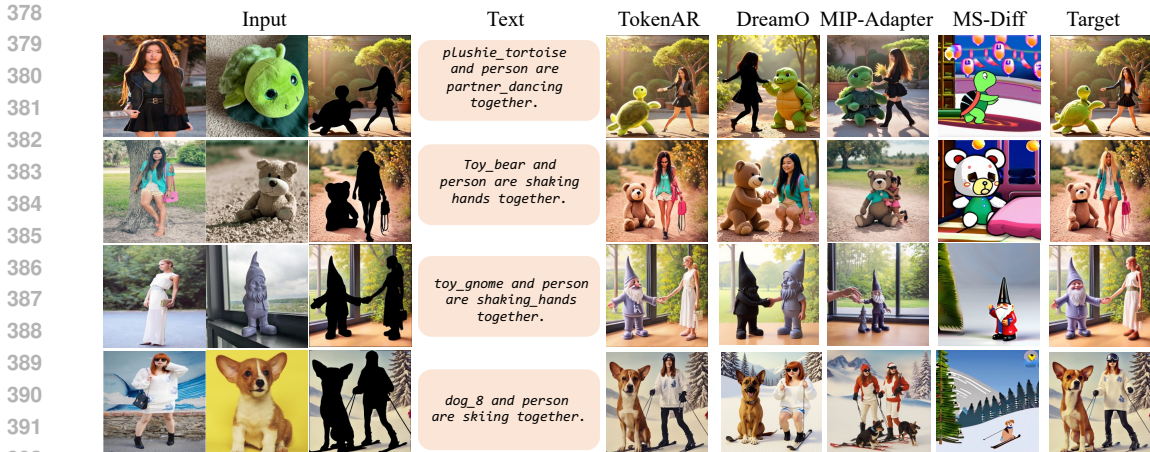 378
Input Text TokenAR DreamO MIP-Adapter MS-Diff Target
379
plushie_tortoise
380
and person are
partner_dancing
381
together.
382
383
Toy_bear and
person are shaking
384
hands together.
385
386
toy_gnome and person
387
are shaking_hands
together.
388
389
390
dog_8 and person
are skiing together.
391